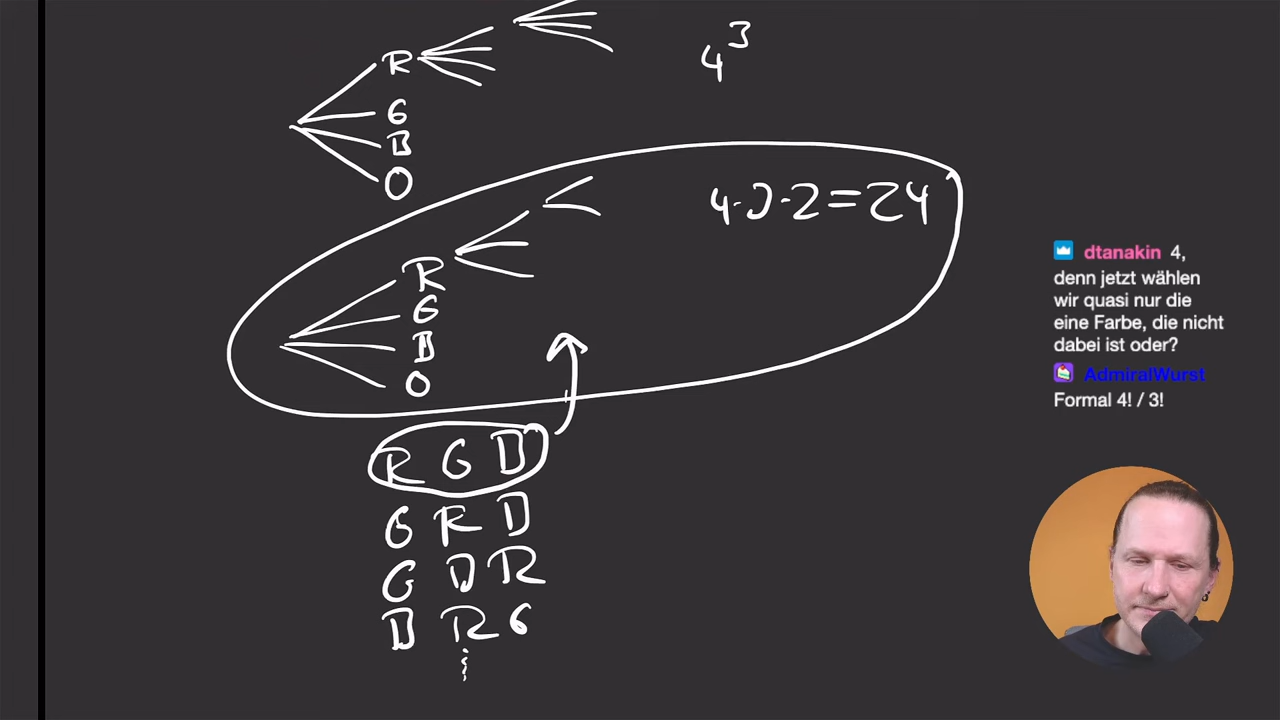 4³
R
G
B
O
4·3·2=24
R
G
B
O
R G B
G R B
G B R
B R G
dtanakin 4,
denn jetzt wählen
wir quasi nur die
eine Farbe, die nicht
dabei ist oder?
AdmiralWurst
Formal 4! / 3!